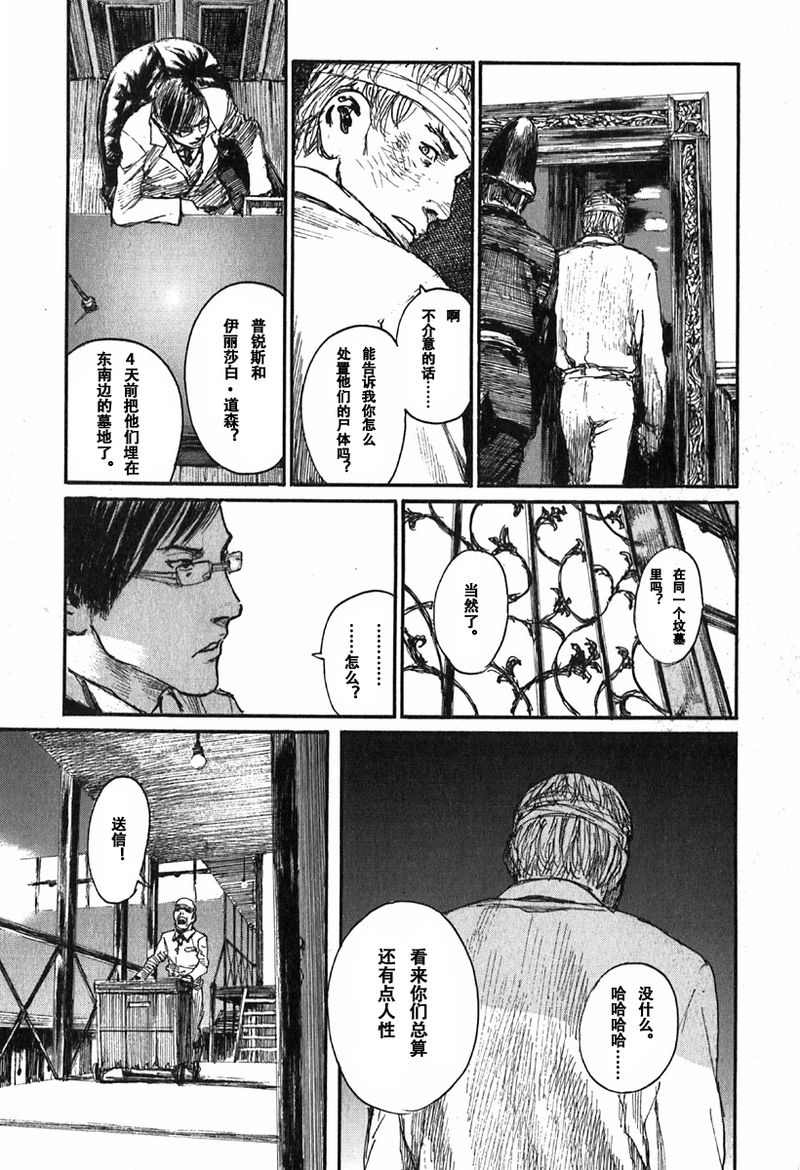 啊
不介意的话……
能告诉我你怎么
处置他们的尸体吗？
普锐斯和
伊丽莎白·道森？
4天前把他们埋在
东南边的墓地了。
在同一个坟墓
里吗？
当然了。
…………
……怎么？
没什么。
哈哈哈哈……
看来你们总算
还有点人性
送信！